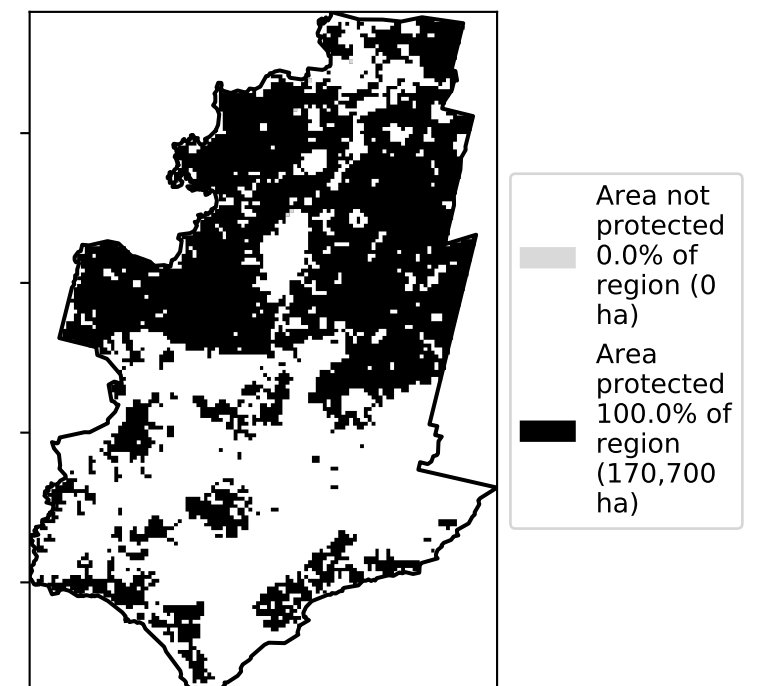 Area not
protected
0.0% of
region (0
ha)
Area
protected
100.0% of
region
(170,700
ha)